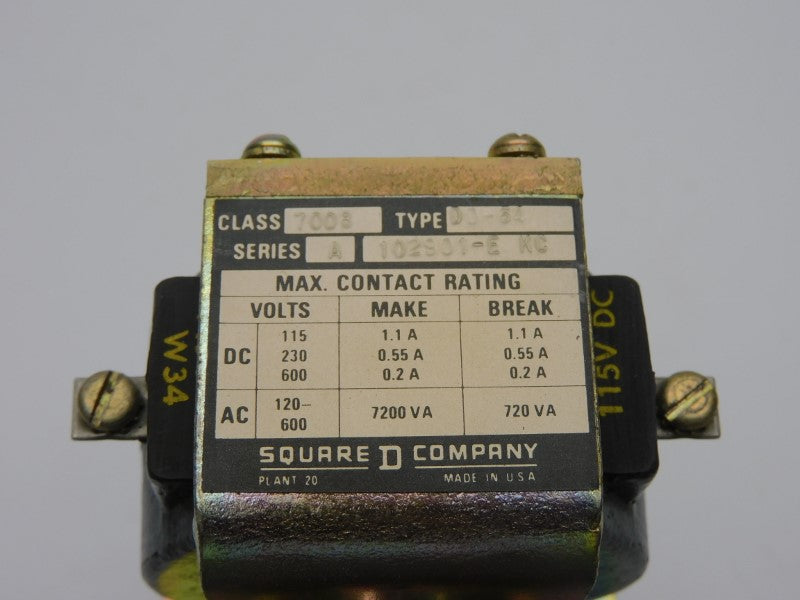 CLASS 7008 TYPE
SERIES A KC
MAX. CONTACT RATING
VOLTS MAKE BREAK
DC 115 1.1 A 1.1 A
230 0.55 A 0.55 A
600 0.2 A 0.2 A
AC 120–600 7200 VA 720 VA
SQUARE D COMPANY
PLANT 20 MADE IN USA
W34
115V DC